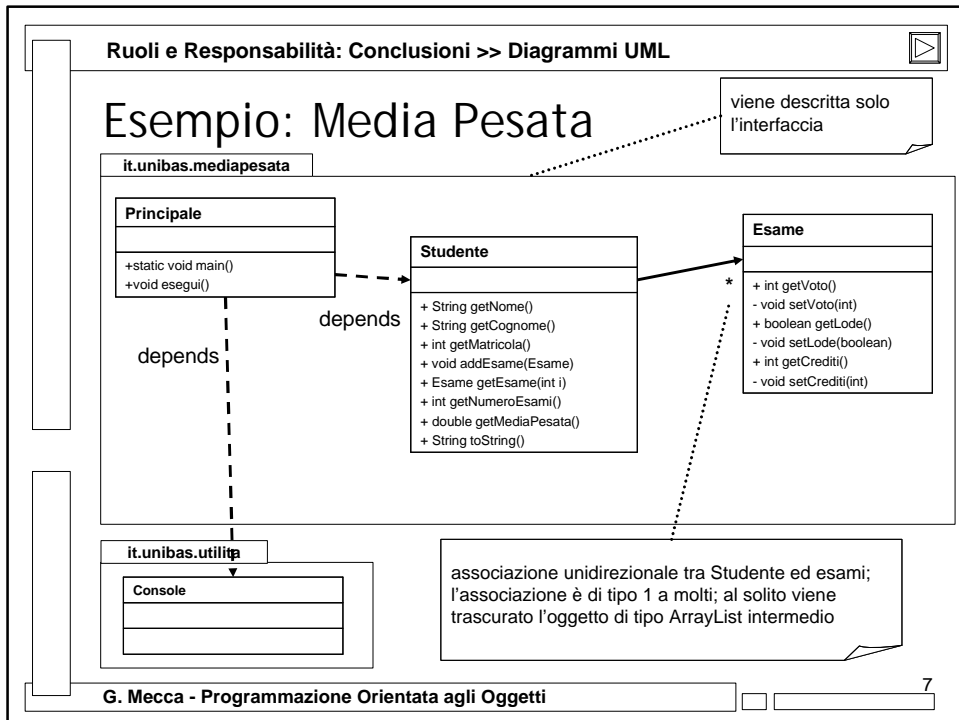 Ruoli e Responsabilità: Conclusioni >> Diagrammi UML
Esempio: Media Pesata
viene descritta solo
l'interfaccia
it.unibas.mediapesata
Principale
+static void main()
+void esegui()
depends
depends
Studente
+ String getNome()
+ String getCognome()
+ int getMatricola()
+ void addEsame(Esame)
+ Esame getEsame(int i)
+ int getNumeroEsami()
+ double getMediaPesata()
+ String toString()
Esame
*
+ int getVoto()
- void setVoto(int)
+ boolean getLode()
- void setLode(boolean)
+ int getCrediti()
- void setCrediti(int)
it.unibas.utilita
Console
associazione unidirezionale tra Studente ed esami;
l'associazione è di tipo 1 a molti; al solito viene
trascurato l'oggetto di tipo ArrayList intermedio
G. Mecca - Programmazione Orientata agli Oggetti
7